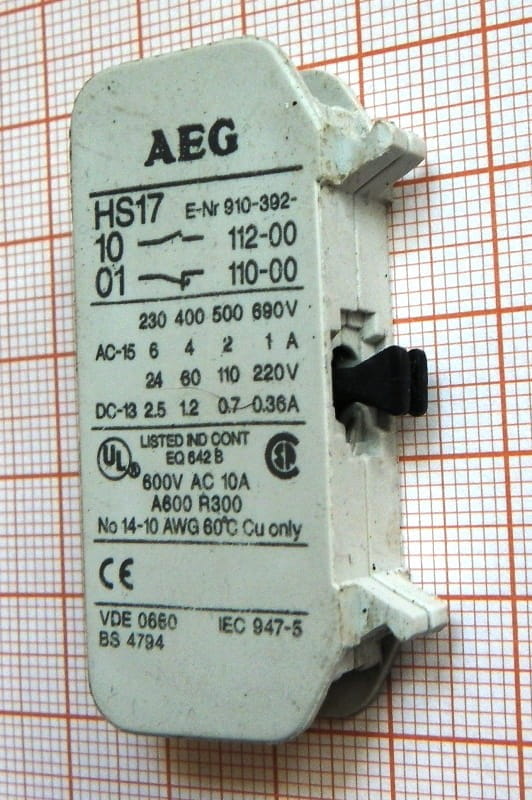 AEG
HS17 E-Nr 910-392-
10 112-00
01 110-00
230 400 500 690V
AC-15 6 4 2 1 A
24 60 110 220V
DC-13 2.5 1.2 0.7 0.36A
UL LISTED IND CONT
EQ 642 B
600V AC 10A
A600 R300
No 14-10 AWG 60°C Cu only
CE
VDE 0660 IEC 947-5
BS 4794